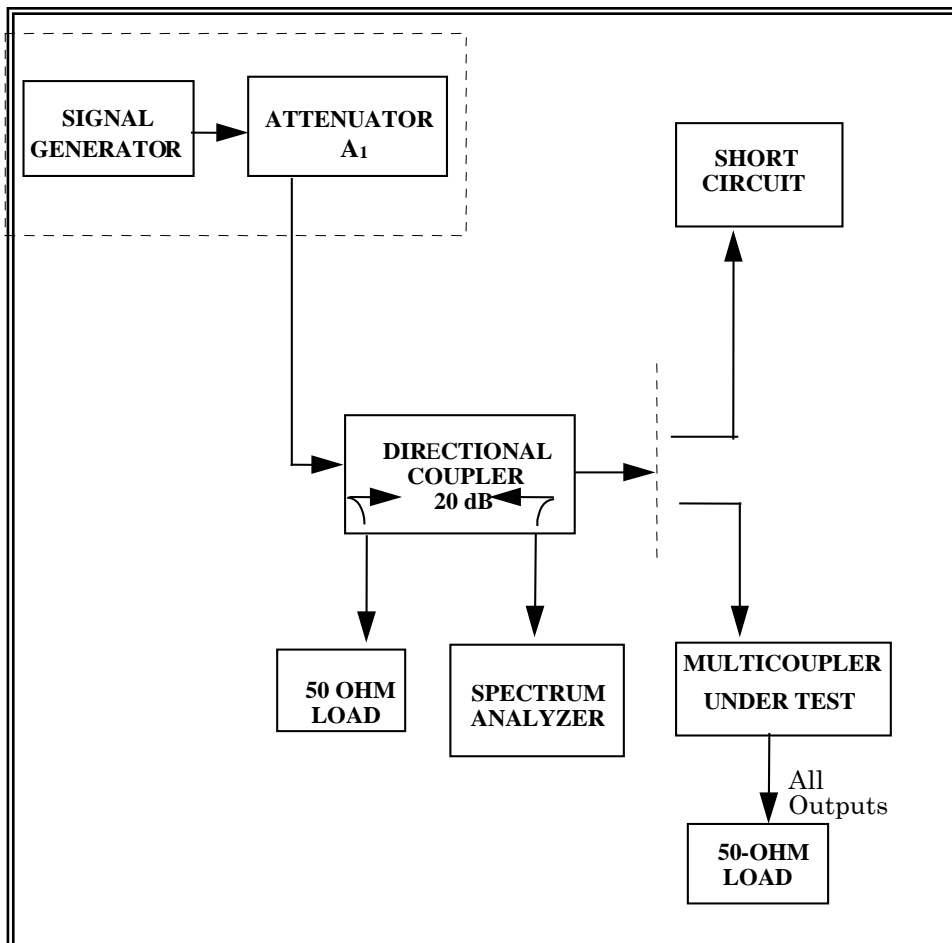 SIGNAL
GENERATOR
ATTENUATOR
A1
SHORT
CIRCUIT
DIRECTIONAL
COUPLER
20 dB
50 OHM
LOAD
SPECTRUM
ANALYZER
MULTICOUPLER
UNDER TEST
All
Outputs
50-OHM
LOAD